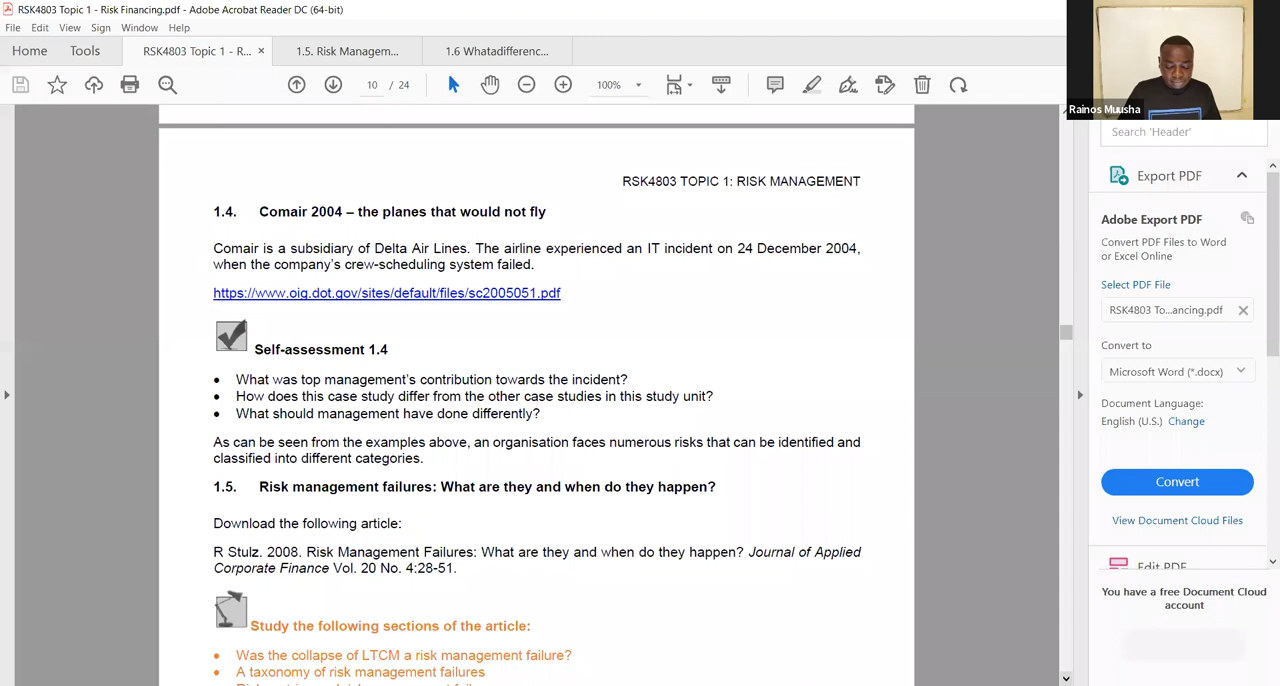 RSK4803 Topic 1 - Risk Financing.pdf - Adobe Acrobat Reader DC (64-bit)
File Edit View Sign Window Help
Home Tools RSK4803 Topic 1 - R... × 1.5. Risk Managem... 1.6 Whatadifferenc...
10 / 24 100%
Rainos Muusha
Search 'Header'
Export PDF
Adobe Export PDF
Convert PDF Files to Word
or Excel Online
Select PDF File
RSK4803 To...ancing.pdf
Convert to
Microsoft Word (*.docx)
Document Language:
English (U.S.) Change
Convert
View Document Cloud Files
Edit PDF
You have a free Document Cloud
account
RSK4803 TOPIC 1: RISK MANAGEMENT
1.4. Comair 2004 – the planes that would not fly
Comair is a subsidiary of Delta Air Lines. The airline experienced an IT incident on 24 December 2004,
when the company's crew-scheduling system failed.
https://www.oig.dot.gov/sites/default/files/sc2005051.pdf
Self-assessment 1.4
• What was top management's contribution towards the incident?
• How does this case study differ from the other case studies in this study unit?
• What should management have done differently?
As can be seen from the examples above, an organisation faces numerous risks that can be identified and
classified into different categories.
1.5. Risk management failures: What are they and when do they happen?
Download the following article:
R Stulz. 2008. Risk Management Failures: What are they and when do they happen? Journal of Applied
Corporate Finance Vol. 20 No. 4:28-51.
Study the following sections of the article:
• Was the collapse of LTCM a risk management failure?
• A taxonomy of risk management failures